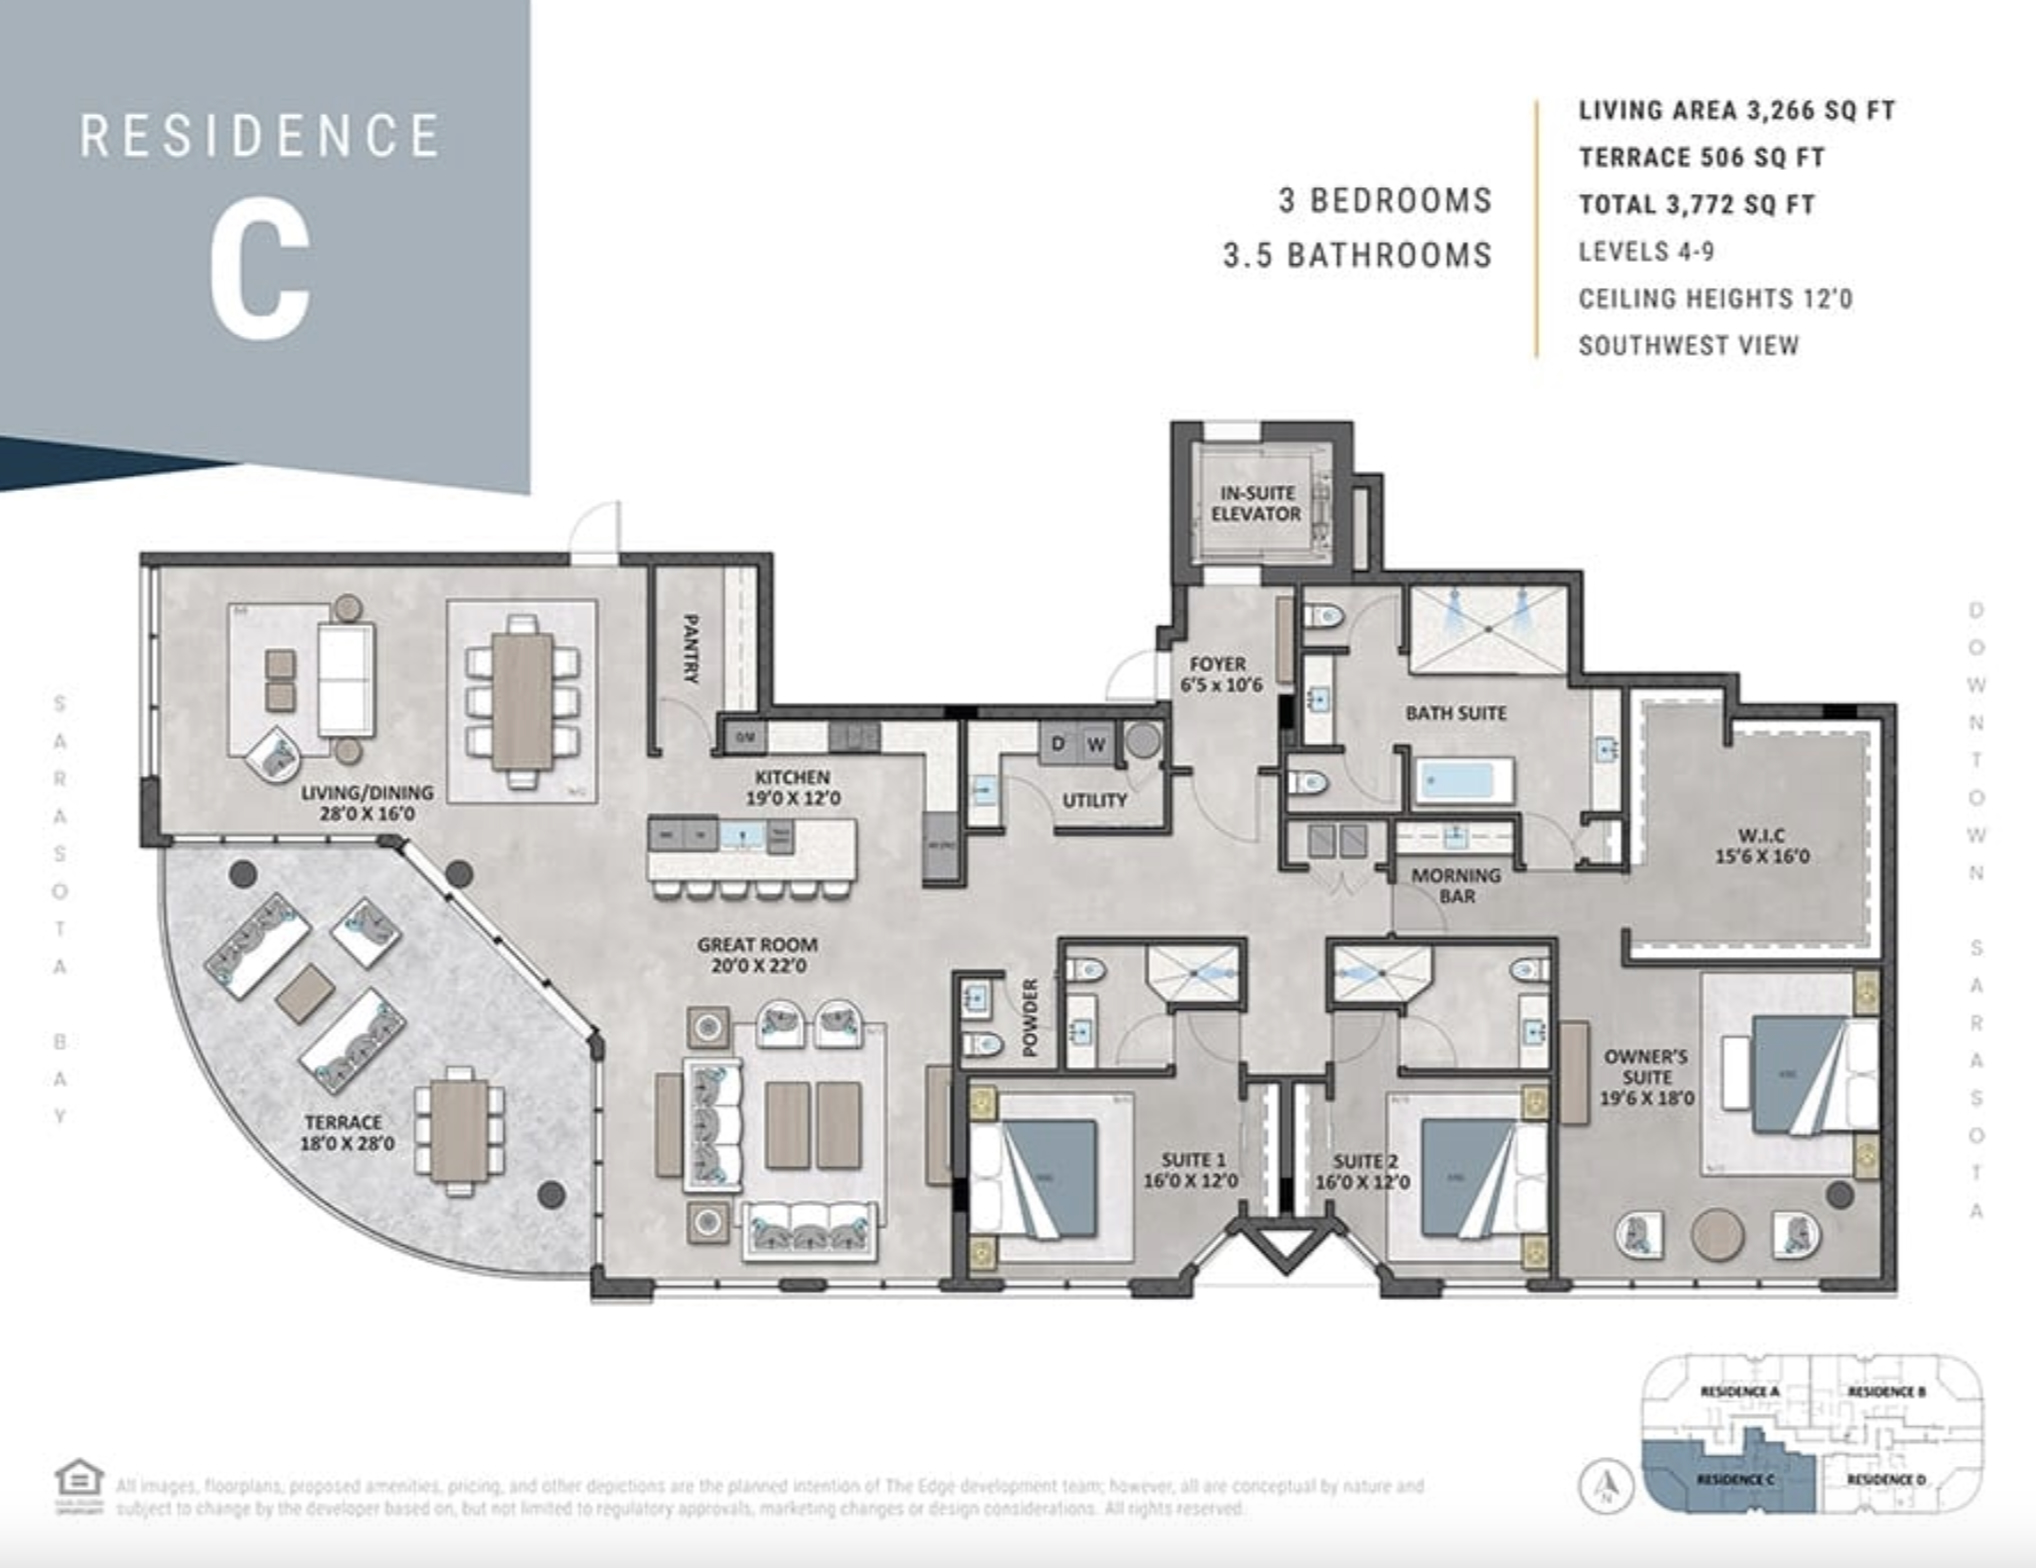 RESIDENCE
C
3 BEDROOMS
3.5 BATHROOMS
LIVING AREA 3,266 SQ FT
TERRACE 506 SQ FT
TOTAL 3,772 SQ FT
LEVELS 4-9
CEILING HEIGHTS 12'0
SOUTHWEST VIEW
IN-SUITE
ELEVATOR
PANTRY
FOYER
6'5 x 10'6
BATH SUITE
LIVING/DINING
28'0 X 16'0
KITCHEN
19'0 X 12'0
D W
UTILITY
W.I.C
15'6 X 16'0
MORNING
BAR
GREAT ROOM
20'0 X 22'0
POWDER
OWNER'S
SUITE
19'6 X 18'0
TERRACE
18'0 X 28'0
SUITE 1
16'0 X 12'0
SUITE 2
16'0 X 12'0
SARASOTA BAY
DOWNTOWN SARASOTA
RESIDENCE A
RESIDENCE B
RESIDENCE C
RESIDENCE D
N
All images, floorplans, proposed amenities, pricing, and other depictions are the planned intention of The Edge development team; however, all are conceptual by nature and
subject to change by the developer based on, but not limited to regulatory approvals, marketing changes or design considerations. All rights reserved.